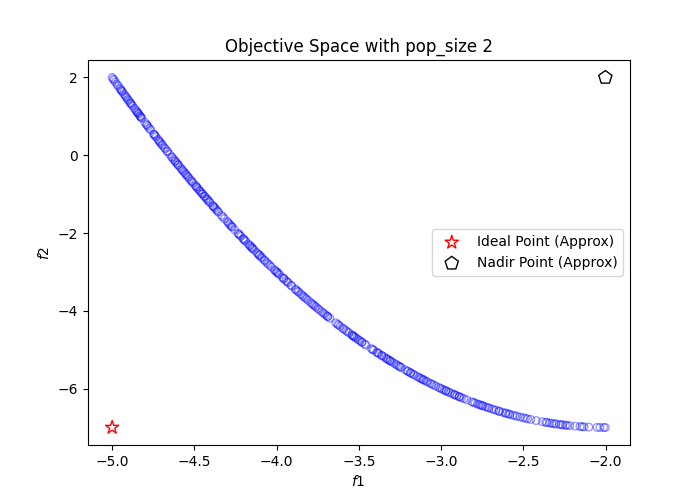 Objective Space with pop_size 2
2
0
−2
−4
−6
f2
Ideal Point (Approx)
Nadir Point (Approx)
−5.0 −4.5 −4.0 −3.5 −3.0 −2.5 −2.0
f1